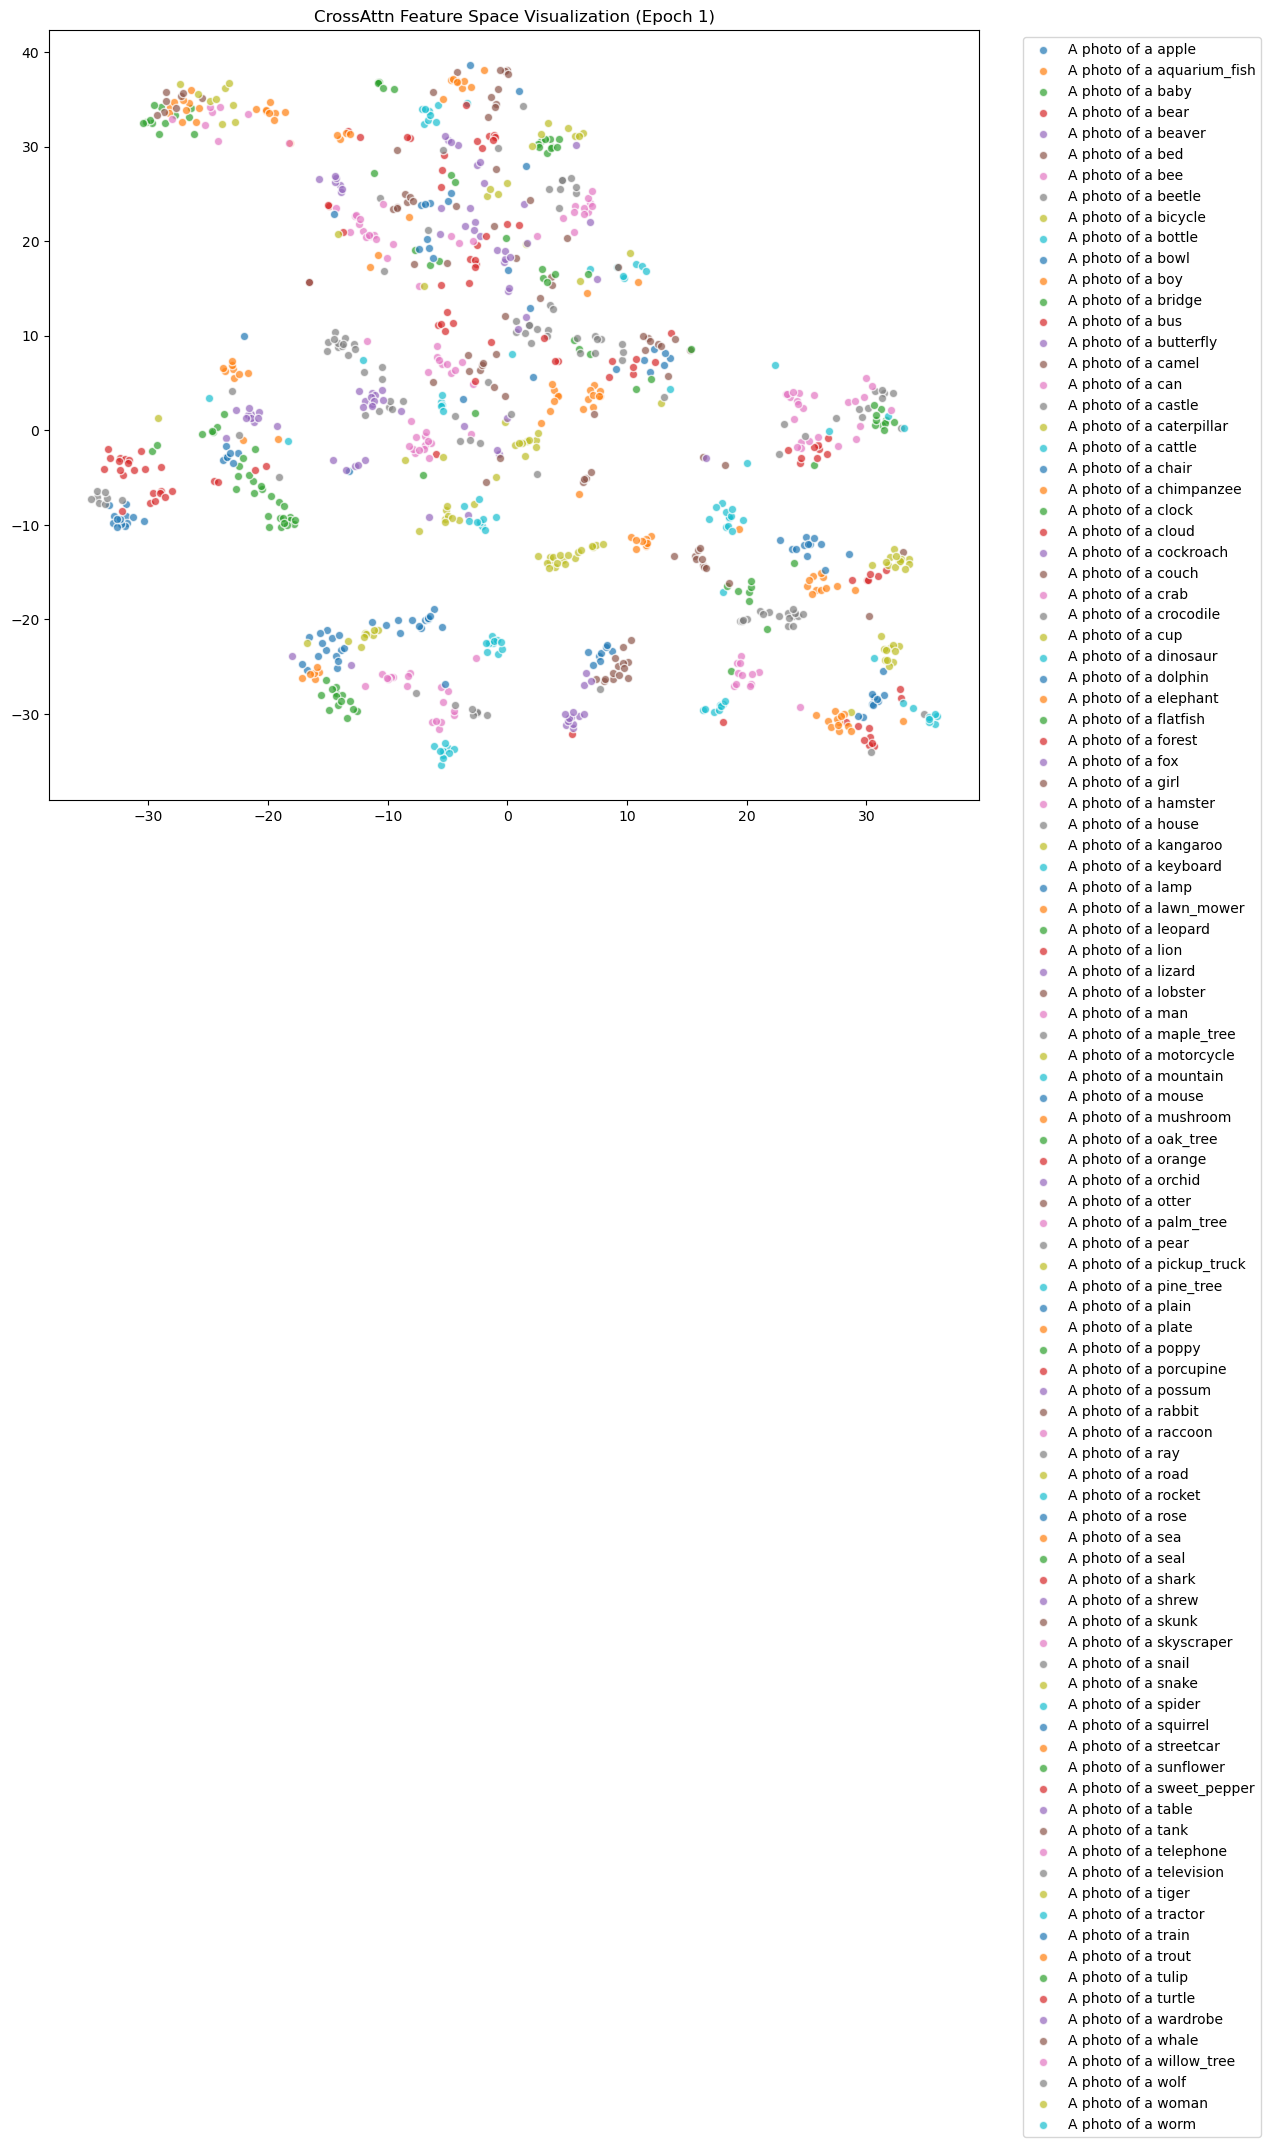 CrossAttn Feature Space Visualization (Epoch 1)
40
30
20
10
0
−10
−20
−30
−30
−20
−10
0
10
20
30
A photo of a apple
A photo of a aquarium_fish
A photo of a baby
A photo of a bear
A photo of a beaver
A photo of a bed
A photo of a bee
A photo of a beetle
A photo of a bicycle
A photo of a bottle
A photo of a bowl
A photo of a boy
A photo of a bridge
A photo of a bus
A photo of a butterfly
A photo of a camel
A photo of a can
A photo of a castle
A photo of a caterpillar
A photo of a cattle
A photo of a chair
A photo of a chimpanzee
A photo of a clock
A photo of a cloud
A photo of a cockroach
A photo of a couch
A photo of a crab
A photo of a crocodile
A photo of a cup
A photo of a dinosaur
A photo of a dolphin
A photo of a elephant
A photo of a flatfish
A photo of a forest
A photo of a fox
A photo of a girl
A photo of a hamster
A photo of a house
A photo of a kangaroo
A photo of a keyboard
A photo of a lamp
A photo of a lawn_mower
A photo of a leopard
A photo of a lion
A photo of a lizard
A photo of a lobster
A photo of a man
A photo of a maple_tree
A photo of a motorcycle
A photo of a mountain
A photo of a mouse
A photo of a mushroom
A photo of a oak_tree
A photo of a orange
A photo of a orchid
A photo of a otter
A photo of a palm_tree
A photo of a pear
A photo of a pickup_truck
A photo of a pine_tree
A photo of a plain
A photo of a plate
A photo of a poppy
A photo of a porcupine
A photo of a possum
A photo of a rabbit
A photo of a raccoon
A photo of a ray
A photo of a road
A photo of a rocket
A photo of a rose
A photo of a sea
A photo of a seal
A photo of a shark
A photo of a shrew
A photo of a skunk
A photo of a skyscraper
A photo of a snail
A photo of a snake
A photo of a spider
A photo of a squirrel
A photo of a streetcar
A photo of a sunflower
A photo of a sweet_pepper
A photo of a table
A photo of a tank
A photo of a telephone
A photo of a television
A photo of a tiger
A photo of a tractor
A photo of a train
A photo of a trout
A photo of a tulip
A photo of a turtle
A photo of a wardrobe
A photo of a whale
A photo of a willow_tree
A photo of a wolf
A photo of a woman
A photo of a worm